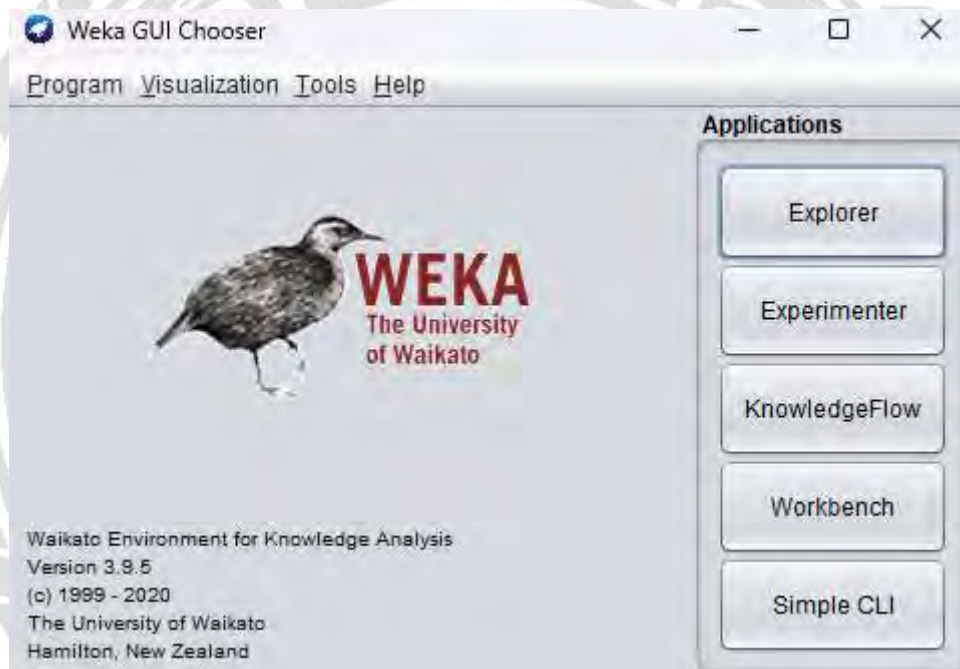 Weka GUI Chooser
Program Visualization Tools Help
Applications
Explorer
Experimenter
KnowledgeFlow
Workbench
Simple CLI
WEKA
The University
of Waikato
Waikato Environment for Knowledge Analysis
Version 3.9.5
(c) 1999 - 2020
The University of Waikato
Hamilton, New Zealand